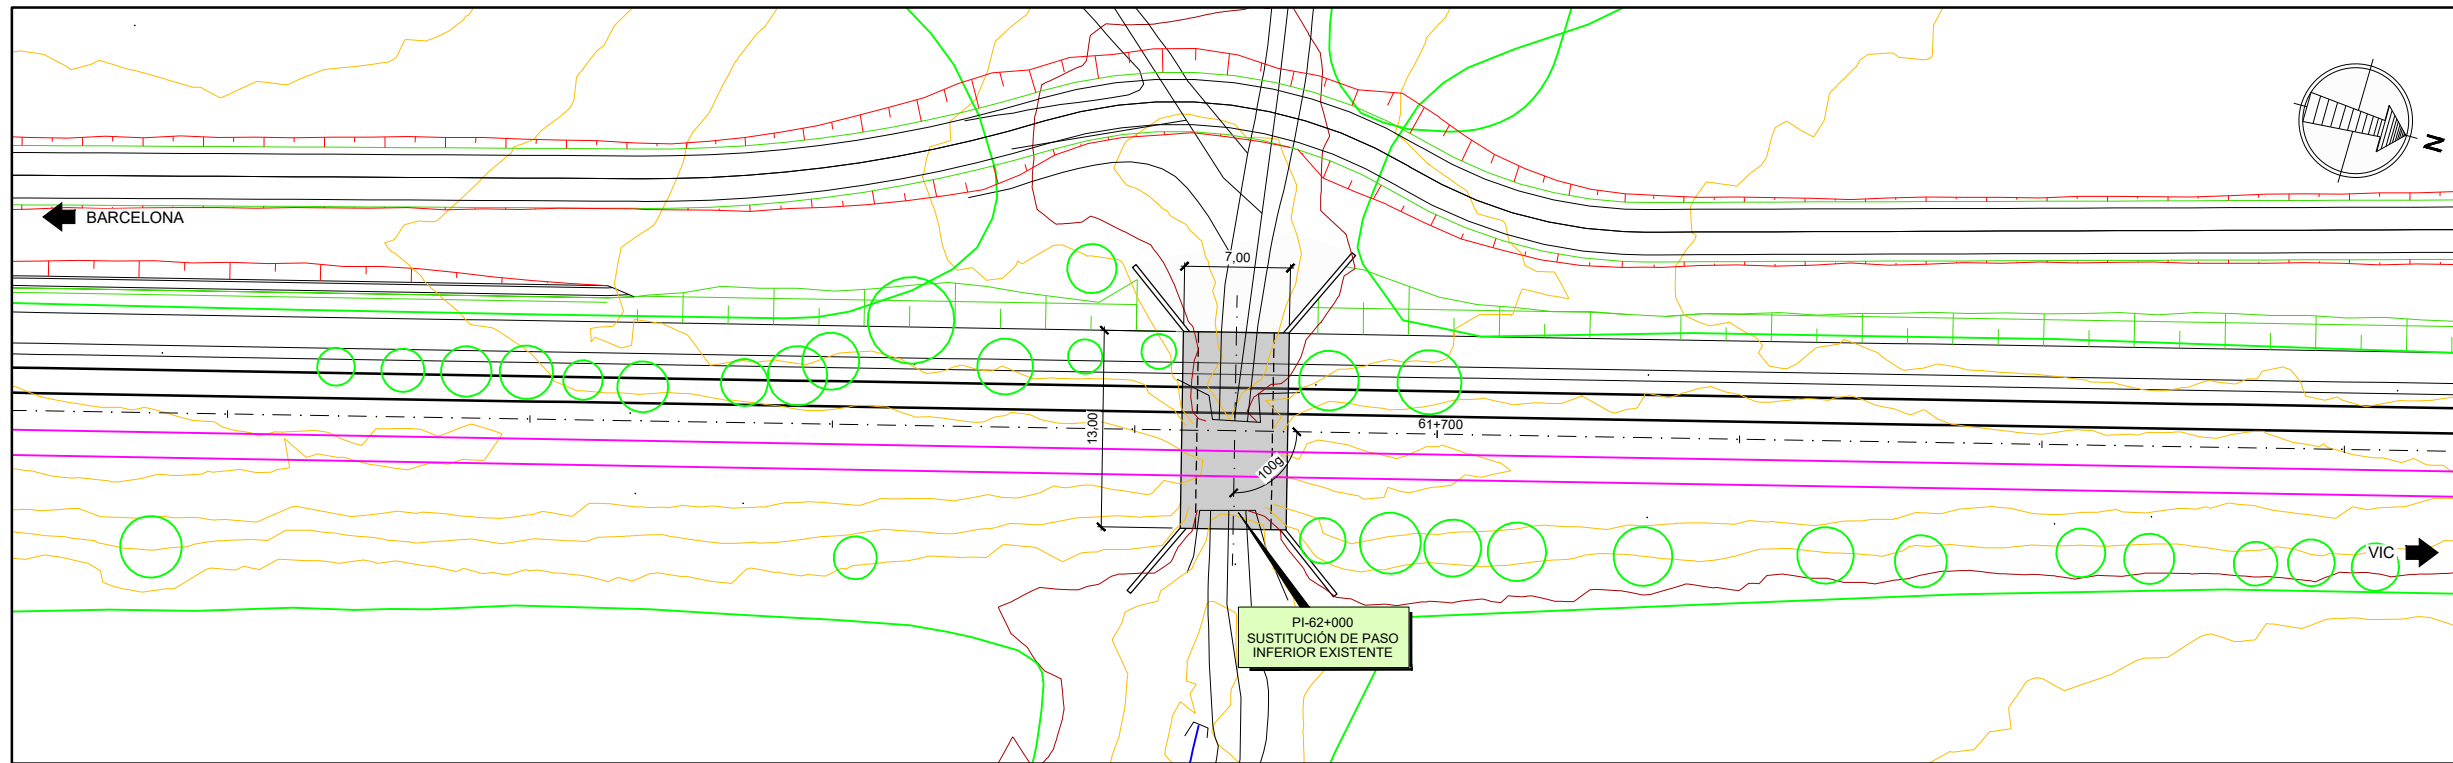 N
BARCELONA
7,00
13,00
61+700
100g
VIC
PI-62+000
SUSTITUCIÓN DE PASO
INFERIOR EXISTENTE